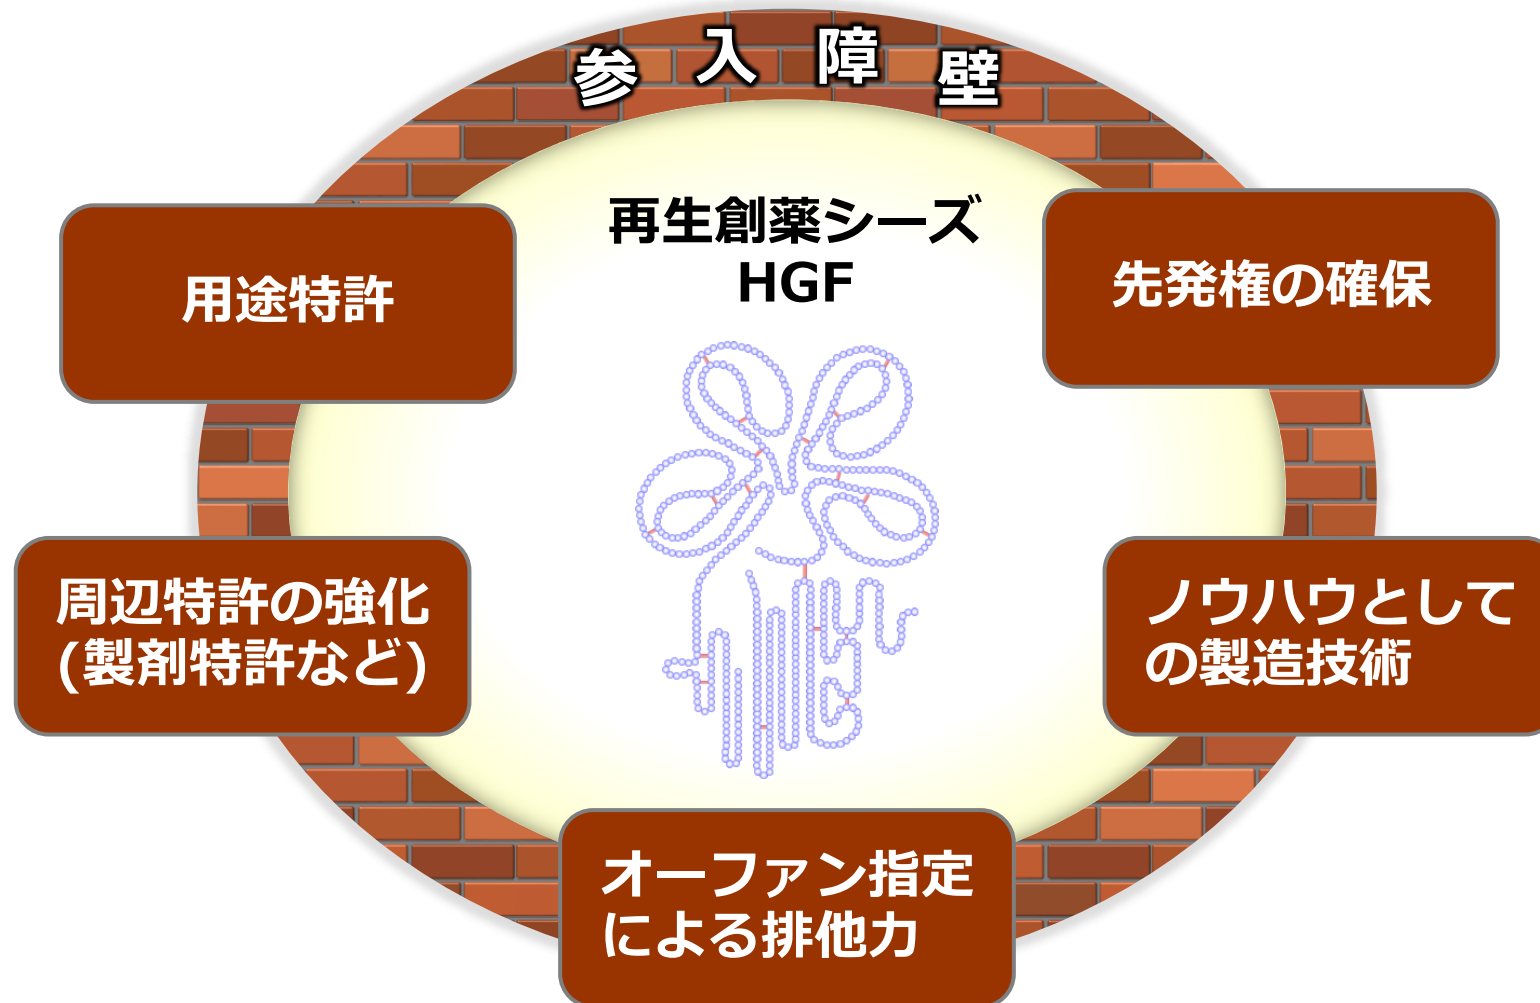 参入障壁
再生創薬シーズ
HGF
用途特許
先発権の確保
周辺特許の強化
(製剤特許など)
ノウハウとして
の製造技術
オーファン指定
による排他力